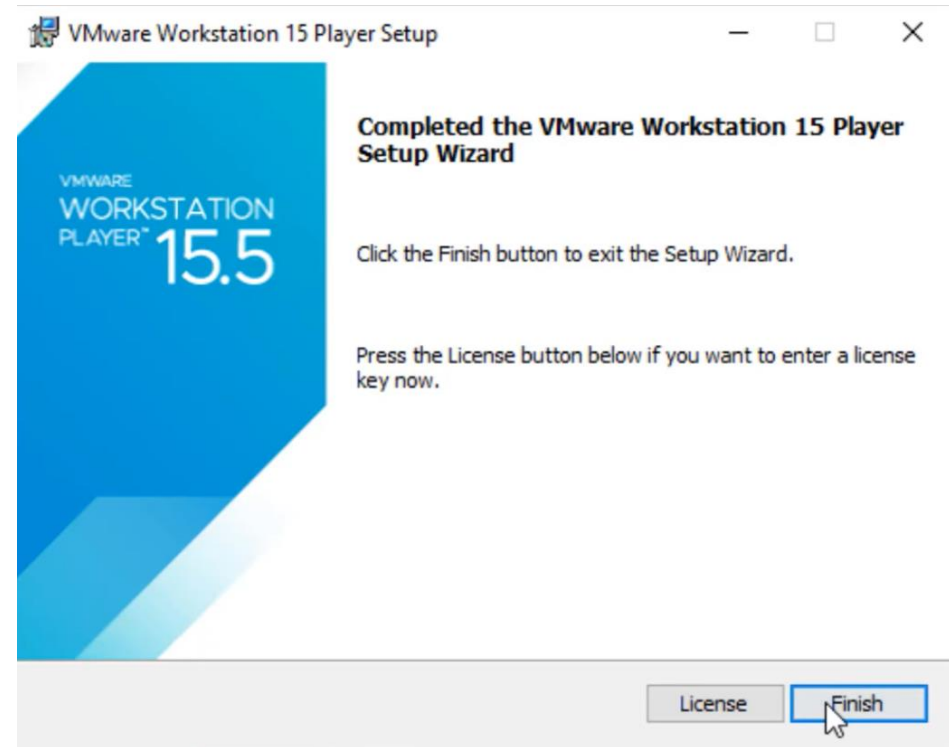 VMware Workstation 15 Player Setup
Completed the VMware Workstation 15 Player
Setup Wizard
VMWARE
WORKSTATION
PLAYER™ 15.5
Click the Finish button to exit the Setup Wizard.
Press the License button below if you want to enter a license
key now.
License
Finish